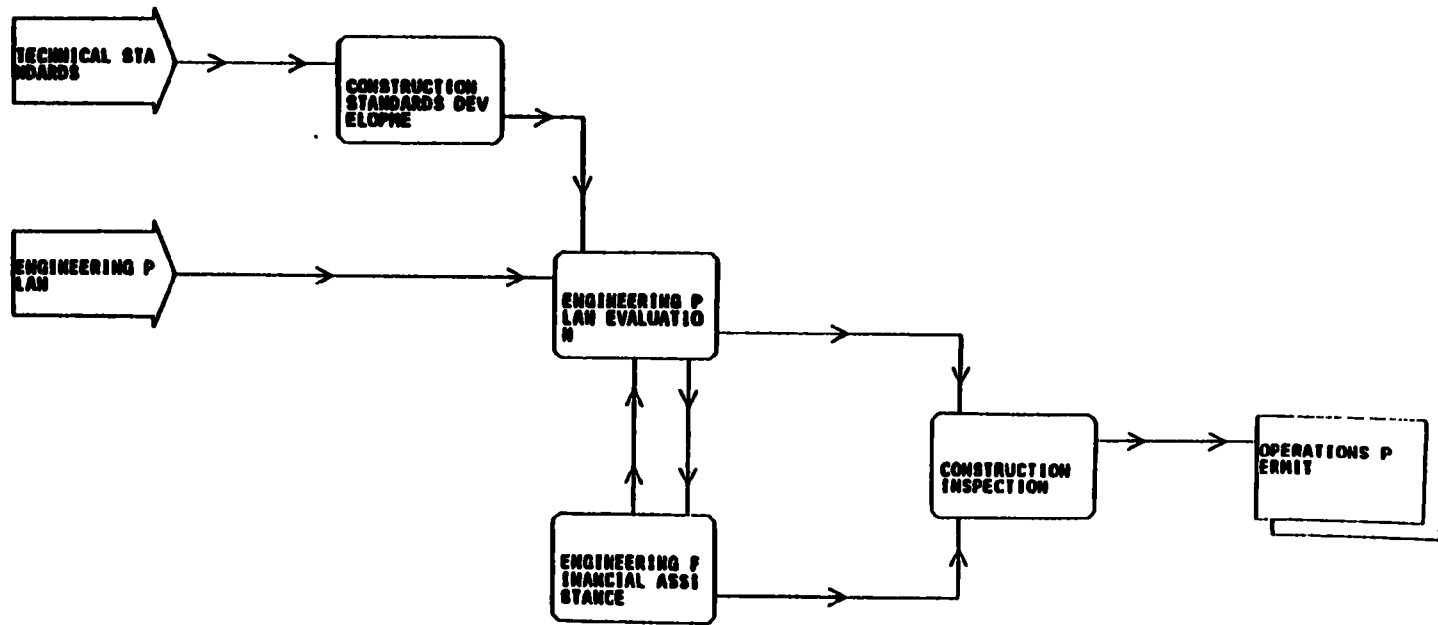 TECHNICAL STA
NDARDS
CONSTRUCTION
STANDARDS DEV
ELOPME
ENGINEERING P
LAN
ENGINEERING P
LAN EVALUATIO
N
CONSTRUCTION
INSPECTION
OPERATIONS P
ERMIT
ENGINEERING F
INANCIAL ASSI
STANCE